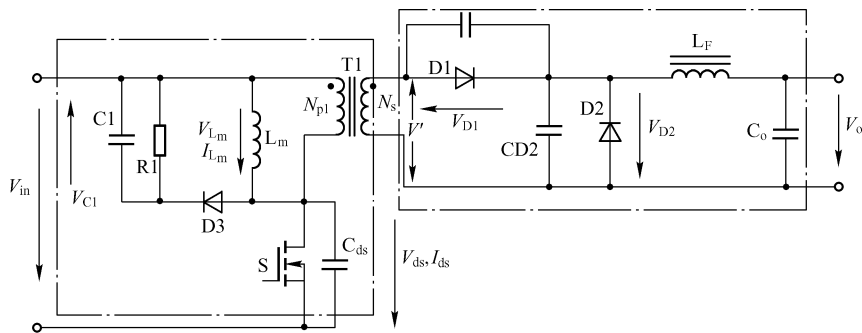 T1
L_F
D1
N_p1
N_s
C1
V_Lm
I_Lm
L_m
V'
V_D1
D2
V_D2
C_o
V_o
R1
CD2
V_in
V_C1
D3
S
C_ds
V_ds, I_ds